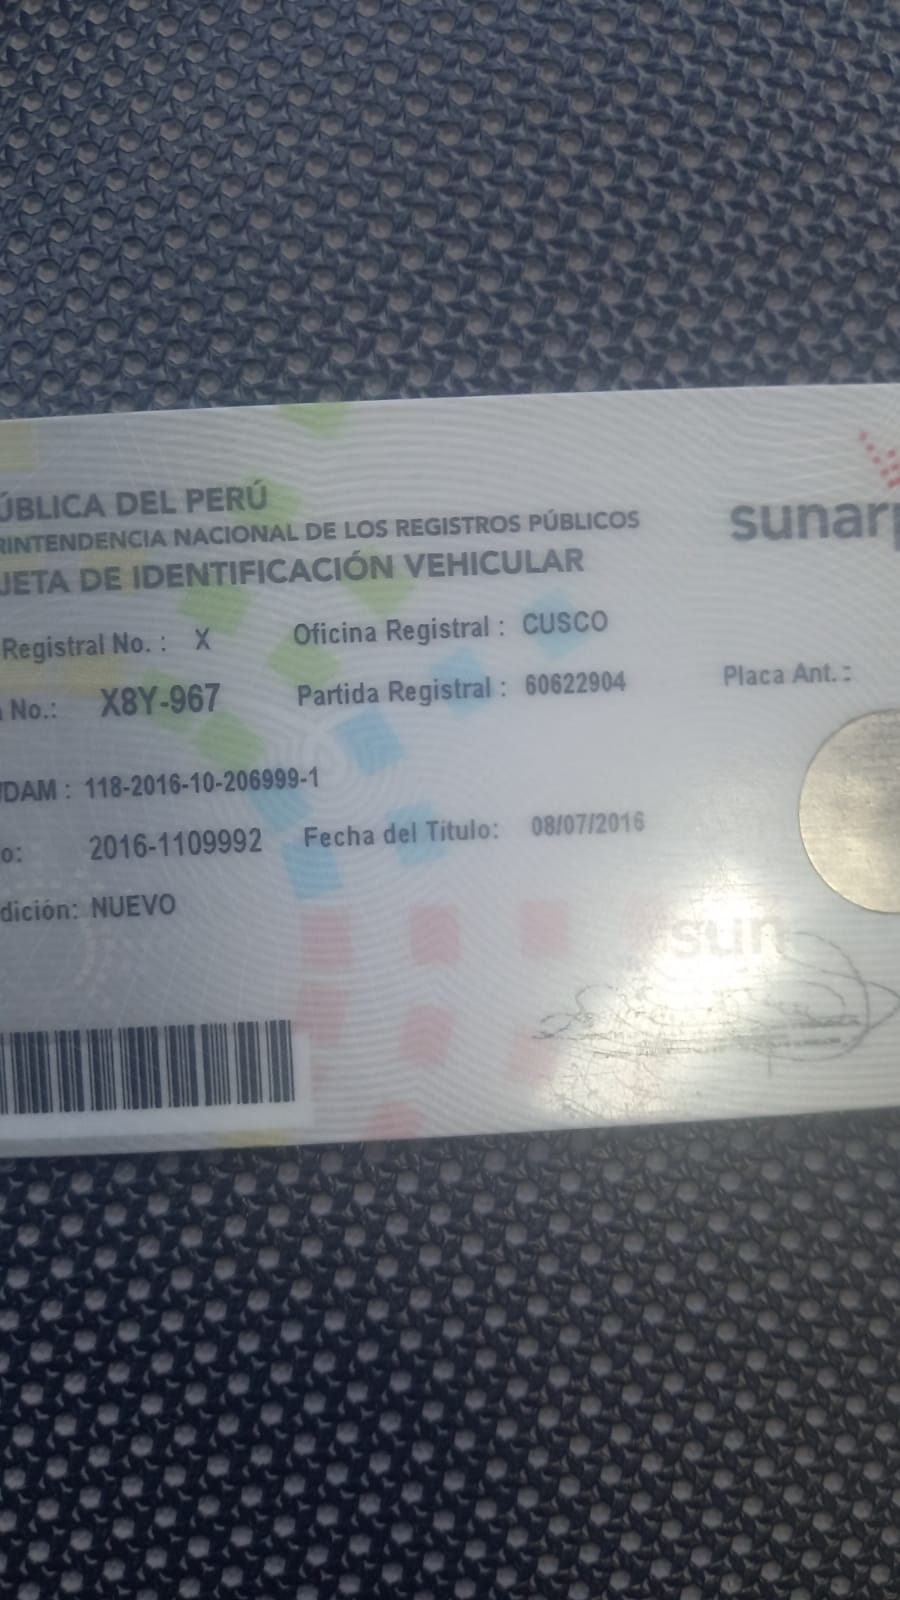 ÚBLICA DEL PERÚ
RINTENDENCIA NACIONAL DE LOS REGISTROS PÚBLICOS
sunarp
JETA DE IDENTIFICACIÓN VEHICULAR
Registral No. : X Oficina Registral : CUSCO
No.: X8Y-967 Partida Registral : 60622904 Placa Ant. :
/DAM : 118-2016-10-206999-1
o: 2016-1109992 Fecha del Titulo: 08/07/2016
dición: NUEVO
sun